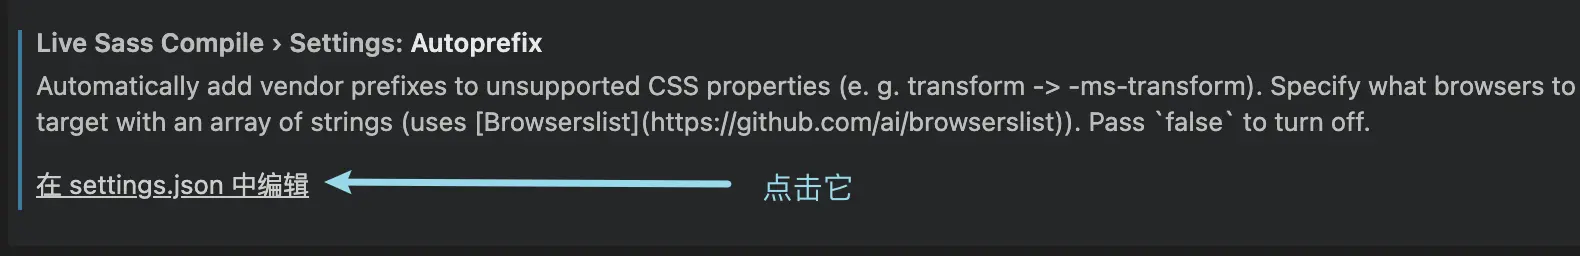 Live Sass Compile › Settings: Autoprefix
Automatically add vendor prefixes to unsupported CSS properties (e. g. transform -> -ms-transform). Specify what browsers to
target with an array of strings (uses [Browserslist](https://github.com/ai/browserslist)). Pass `false` to turn off.
在 settings.json 中编辑
点击它